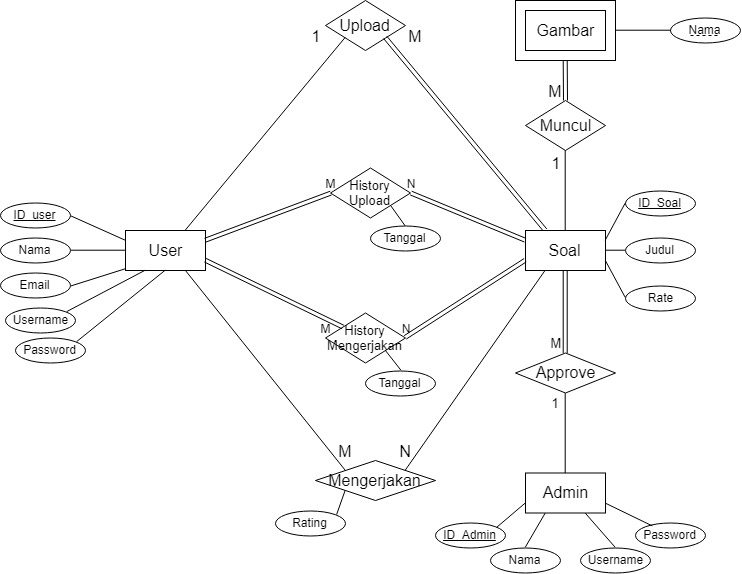 Upload
1
M
Gambar
Nama
M
Muncul
1
History
Upload
M
N
Tanggal
ID_user
Nama
Email
Username
Password
User
Soal
ID_Soal
Judul
Rate
M
N
History
Mengerjakan
Tanggal
M
Approve
1
M
N
Mengerjakan
Rating
Admin
ID_Admin
Nama
Username
Password